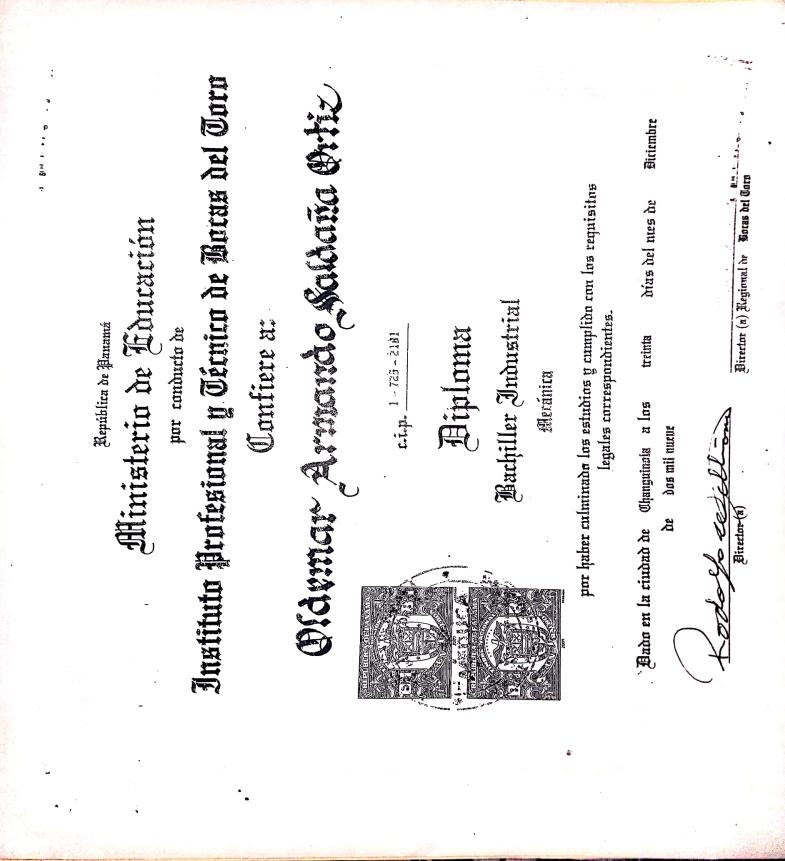 República de Panamá
Ministerio de Educación
por conducto de
Instituto Profesional y Técnico de Bocas del Toro
Confiere a:
Oldemar Armando Saldaña Ortiz
c.i.p. 1-725-2181
Diploma
Bachiller Industrial
Mecánica
por haber culminado los estudios y cumplido con los requisitos
legales correspondientes.
Dado en la ciudad de Changuinola a los treinta días del mes de Diciembre
de dos mil nueve
Director (a)
Director (a) Regional de Bocas del Toro